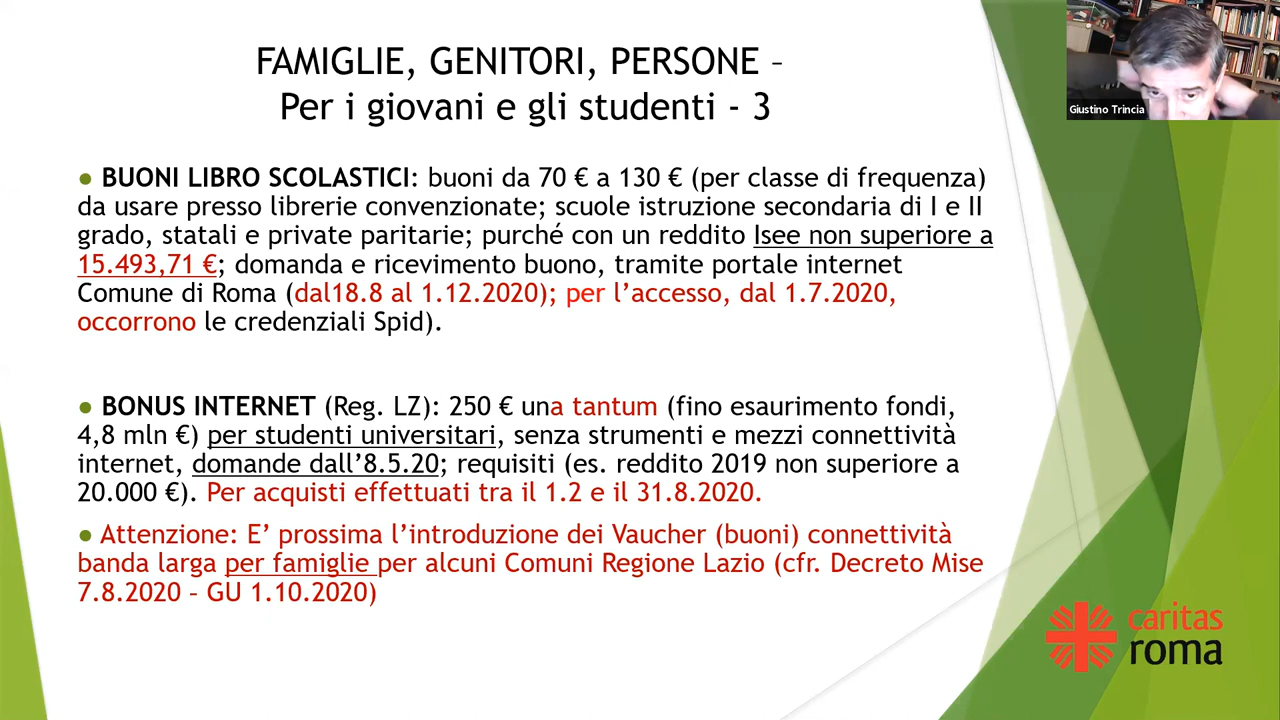 FAMIGLIE, GENITORI, PERSONE –
Per i giovani e gli studenti - 3
Giustino Trincia
● BUONI LIBRO SCOLASTICI: buoni da 70 € a 130 € (per classe di frequenza)
da usare presso librerie convenzionate; scuole istruzione secondaria di I e II
grado, statali e private paritarie; purché con un reddito Isee non superiore a
15.493,71 €; domanda e ricevimento buono, tramite portale internet
Comune di Roma (dal18.8 al 1.12.2020); per l’accesso, dal 1.7.2020,
occorrono le credenziali Spid).
● BONUS INTERNET (Reg. LZ): 250 € una tantum (fino esaurimento fondi,
4,8 mln €) per studenti universitari, senza strumenti e mezzi connettività
internet, domande dall’8.5.20; requisiti (es. reddito 2019 non superiore a
20.000 €). Per acquisti effettuati tra il 1.2 e il 31.8.2020.
● Attenzione: E’ prossima l’introduzione dei Vaucher (buoni) connettività
banda larga per famiglie per alcuni Comuni Regione Lazio (cfr. Decreto Mise
7.8.2020 – GU 1.10.2020)
caritas
roma